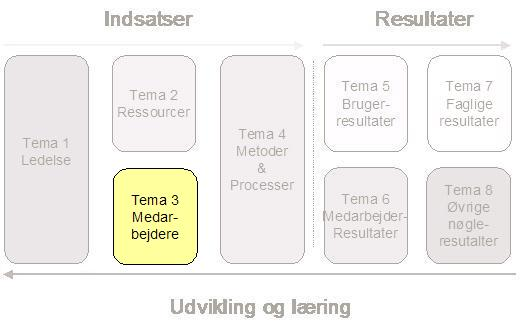 Indsatser
Resultater
Tema 1
Ledelse
Tema 2
Ressourcer
Tema 3
Medar-
bejdere
Tema 4
Metoder
&
Processer
Tema 5
Bruger-
resultater
Tema 7
Faglige
resultater
Tema 6
Medarbejder-
Resultater
Tema 8
Øvrige
nøgle-
resutalter
Udvikling og læring